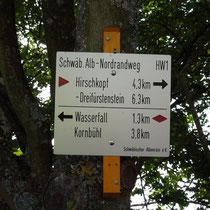 Schwäb. Alb-Nordrandweg HW1
Hirschkopf 4,3km
-Dreifürstenstein 6,3km
Wasserfall 1,3km
Kornbühl 3,8km
Schwäbischer Albverein e.V.